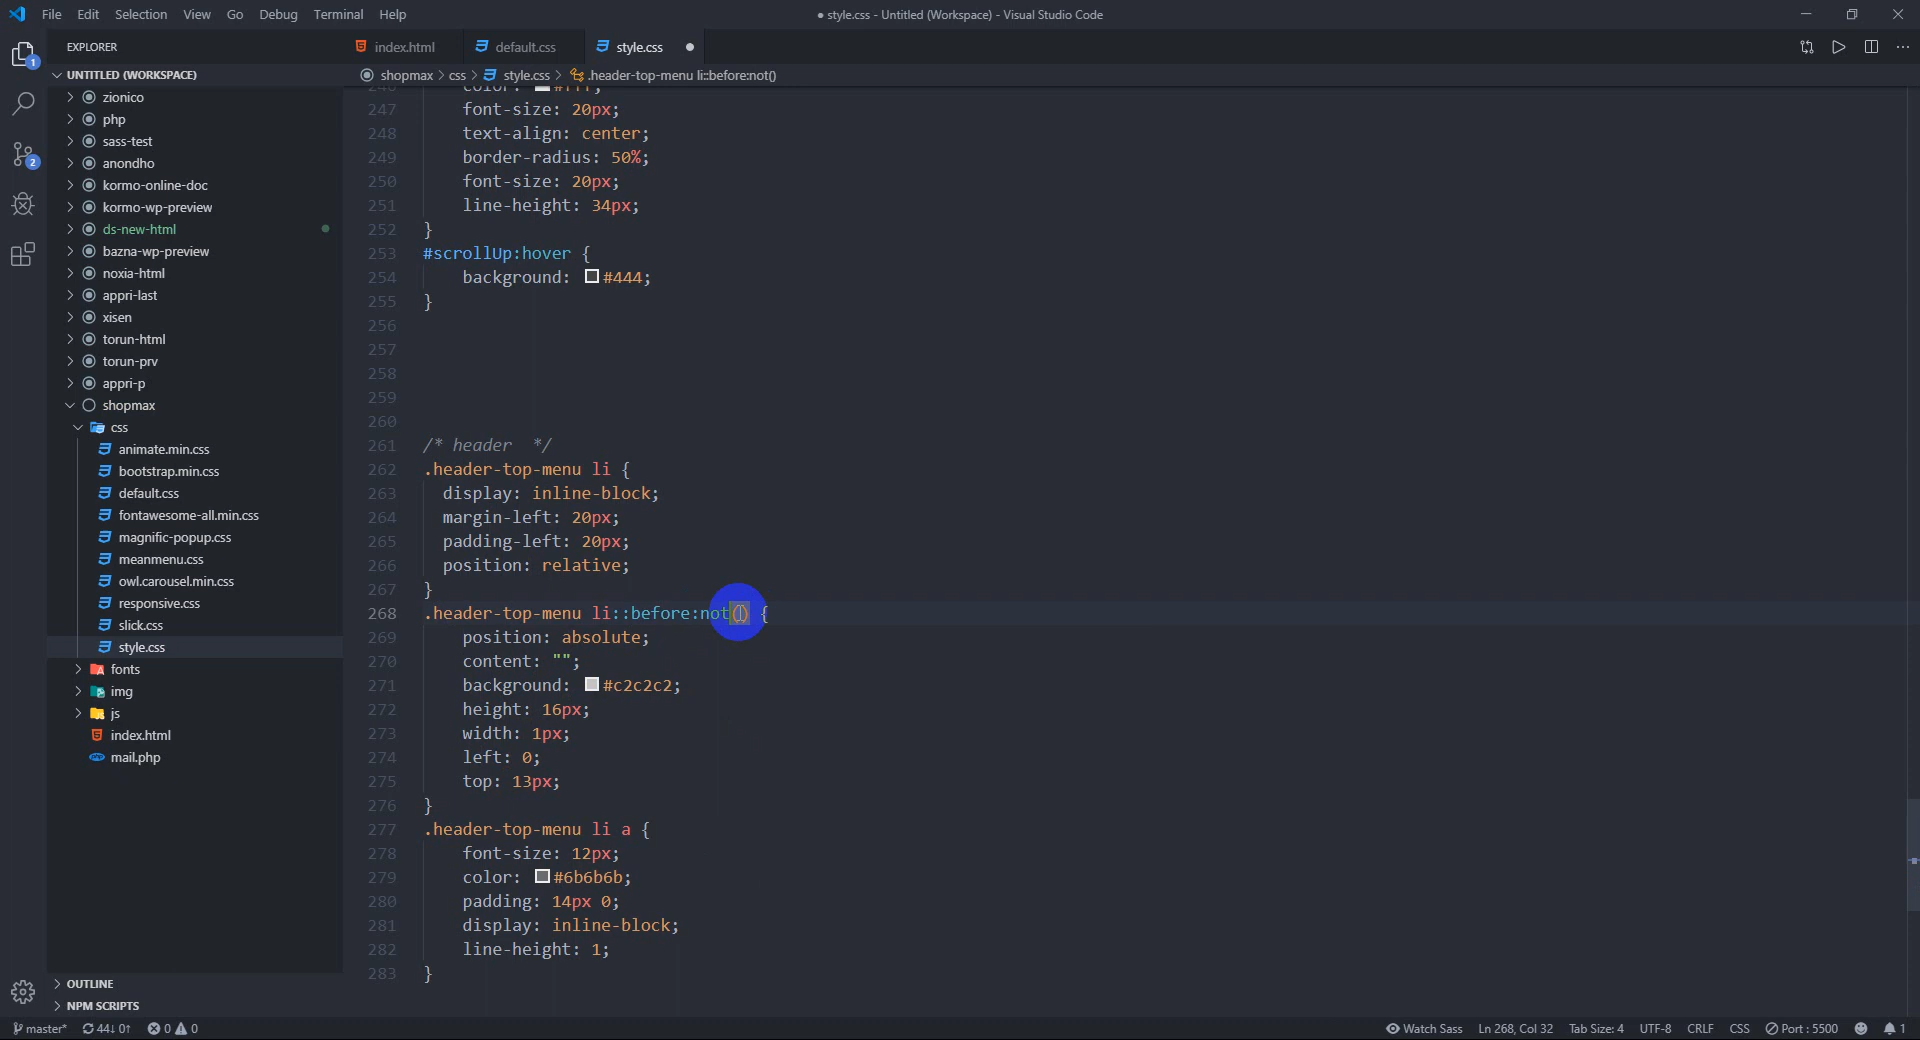 File Edit Selection View Go Debug Terminal Help
● style.css - Untitled (Workspace) - Visual Studio Code
EXPLORER
index.html
default.css
style.css
UNTITLED (WORKSPACE)
shopmax > css > style.css > .header-top-menu li::before:not()
zionico
php
sass-test
anondho
kormo-online-doc
kormo-wp-preview
ds-new-html
bazna-wp-preview
noxia-html
appri-last
xisen
torun-html
torun-prv
appri-p
shopmax
css
animate.min.css
bootstrap.min.css
default.css
fontawesome-all.min.css
magnific-popup.css
meanmenu.css
owl.carousel.min.css
responsive.css
slick.css
style.css
fonts
img
js
index.html
mail.php
OUTLINE
NPM SCRIPTS
1
2
246 color: #fff;
247 font-size: 20px;
248 text-align: center;
249 border-radius: 50%;
250 font-size: 20px;
251 line-height: 34px;
252 }
253 #scrollUp:hover {
254 background: #444;
255 }
256
257
258
259
260
261 /* header */
262 .header-top-menu li {
263 display: inline-block;
264 margin-left: 20px;
265 padding-left: 20px;
266 position: relative;
267 }
268 .header-top-menu li::before:not() {
269 position: absolute;
270 content: "";
271 background: #c2c2c2;
272 height: 16px;
273 width: 1px;
274 left: 0;
275 top: 13px;
276 }
277 .header-top-menu li a {
278 font-size: 12px;
279 color: #6b6b6b;
280 padding: 14px 0;
281 display: inline-block;
282 line-height: 1;
283 }
master* 44↓ 0↑ 0 0
Watch Sass Ln 268, Col 32 Tab Size: 4 UTF-8 CRLF CSS Port : 5500 1